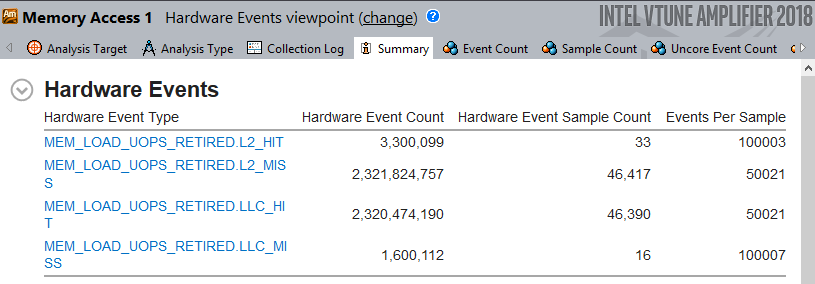 Memory Access 1 Hardware Events viewpoint (change) ? INTEL VTUNE AMPLIFIER 2018
Analysis Target Analysis Type Collection Log Summary Event Count Sample Count Uncore Event Count
Hardware Events
Hardware Event Type Hardware Event Count Hardware Event Sample Count Events Per Sample
MEM_LOAD_UOPS_RETIRED.L2_HIT 3,300,099 33 100003
MEM_LOAD_UOPS_RETIRED.L2_MIS
S 2,321,824,757 46,417 50021
MEM_LOAD_UOPS_RETIRED.LLC_HI
T 2,320,474,190 46,390 50021
MEM_LOAD_UOPS_RETIRED.LLC_MI
SS 1,600,112 16 100007